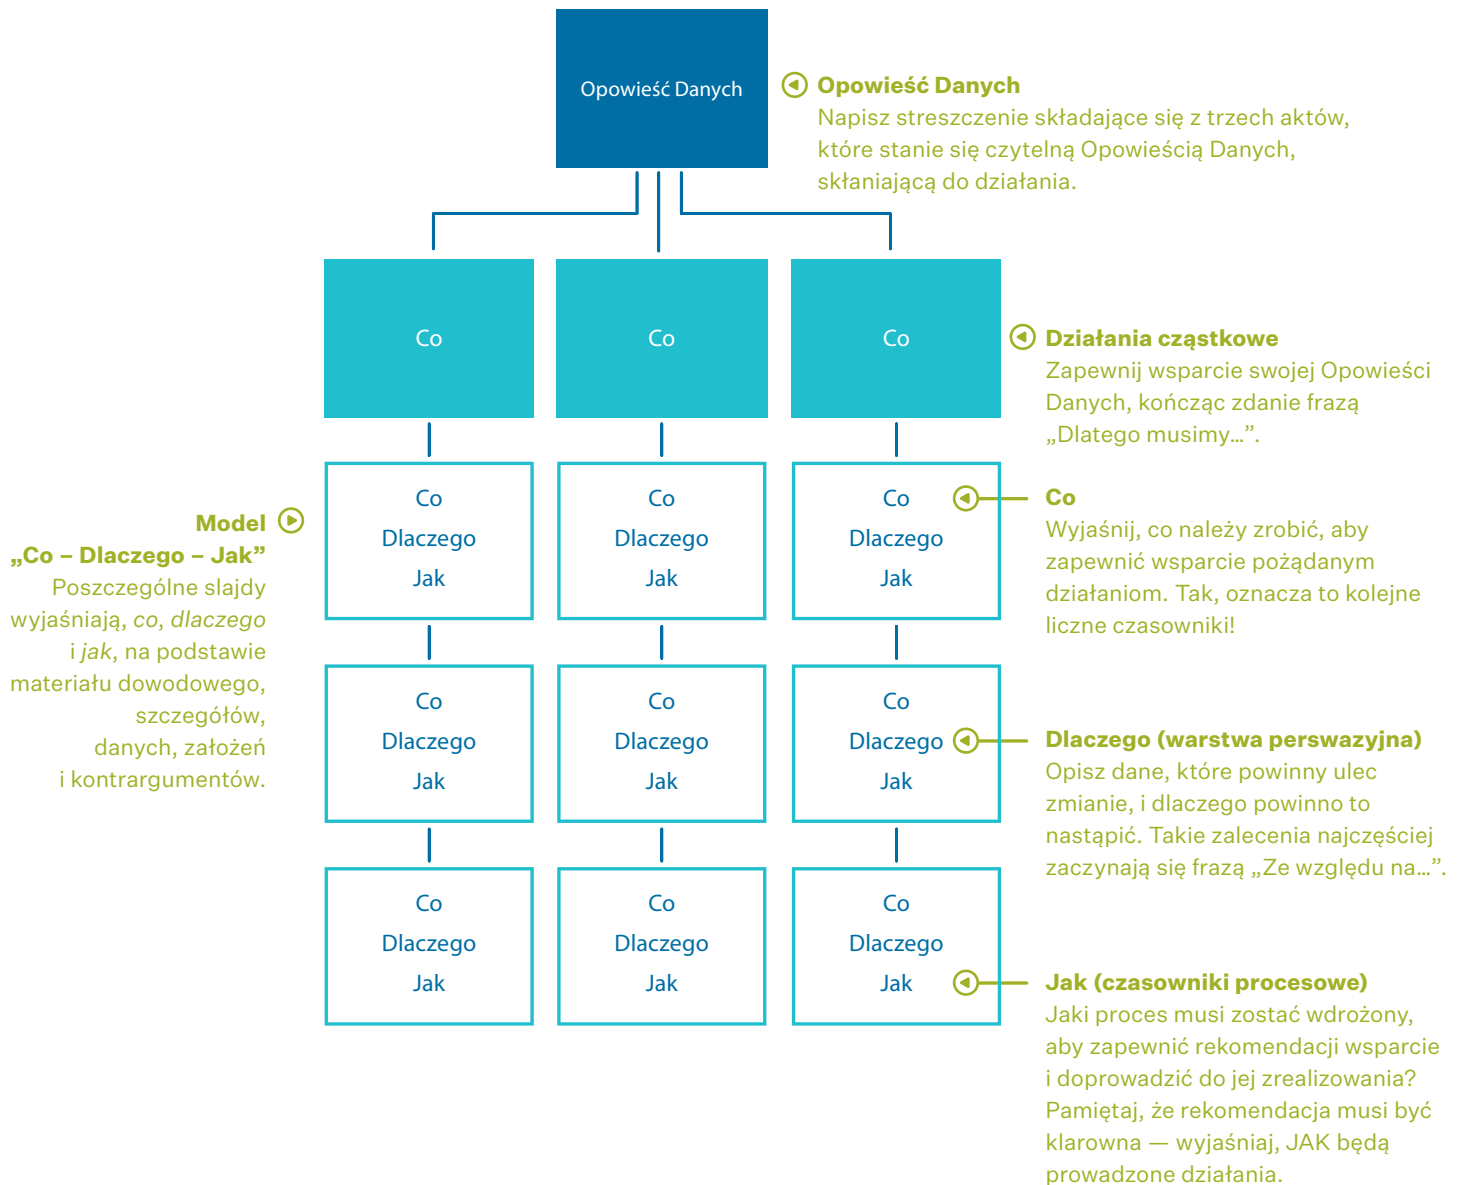 Opowieść Danych
Opowieść Danych
Napisz streszczenie składające się z trzech aktów,
które stanie się czytelną Opowieścią Danych,
skłaniającą do działania.
Co
Co
Co
Działania cząstkowe
Zapewnij wsparcie swojej Opowieści
Danych, kończąc zdanie frazą
„Dlatego musimy…”.
Model
„Co – Dlaczego – Jak”
Poszczególne slajdy
wyjaśniają, co, dlaczego
i jak, na podstawie
materiału dowodowego,
szczegółów,
danych, założeń
i kontrargumentów.
Co
Dlaczego
Jak
Co
Dlaczego
Jak
Co
Dlaczego
Jak
Co
Wyjaśnij, co należy zrobić, aby
zapewnić wsparcie pożądanym
działaniom. Tak, oznacza to kolejne
liczne czasowniki!
Co
Dlaczego
Jak
Co
Dlaczego
Jak
Co
Dlaczego
Jak
Dlaczego (warstwa perswazyjna)
Opisz dane, które powinny ulec
zmianie, i dlaczego powinno to
nastąpić. Takie zalecenia najczęściej
zaczynają się frazą „Ze względu na…”.
Co
Dlaczego
Jak
Co
Dlaczego
Jak
Co
Dlaczego
Jak
Jak (czasowniki procesowe)
Jaki proces musi zostać wdrożony,
aby zapewnić rekomendacji wsparcie
i doprowadzić do jej zrealizowania?
Pamiętaj, że rekomendacja musi być
klarowna — wyjaśniaj, JAK będą
prowadzone działania.